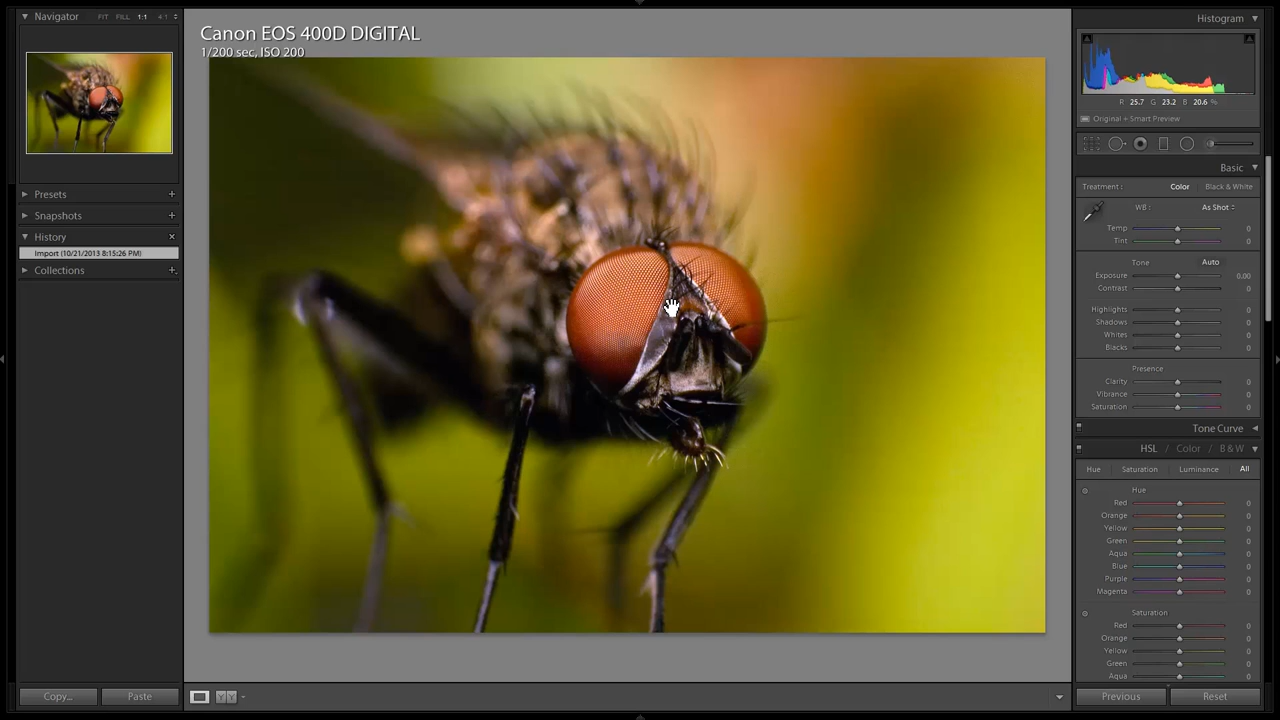 Navigator
FIT FILL 1:1 4:1
Presets
Snapshots
History
Import (10/21/2013 8:15:26 PM)
Collections
Copy...
Paste
Canon EOS 400D DIGITAL
1/200 sec, ISO 200
YY
Histogram
R 25.7 G 23.2 B 20.6 %
Original + Smart Preview
Basic
Treatment : Color Black & White
WB : As Shot
Temp 0
Tint 0
Tone Auto
Exposure 0.00
Contrast 0
Highlights 0
Shadows 0
Whites 0
Blacks 0
Presence
Clarity 0
Vibrance 0
Saturation 0
Tone Curve
HSL / Color / B & W
Hue Saturation Luminance All
Hue
Red 0
Orange 0
Yellow 0
Green 0
Aqua 0
Blue 0
Purple 0
Magenta 0
Saturation
Red 0
Orange 0
Yellow 0
Green 0
Aqua 0
Previous
Reset